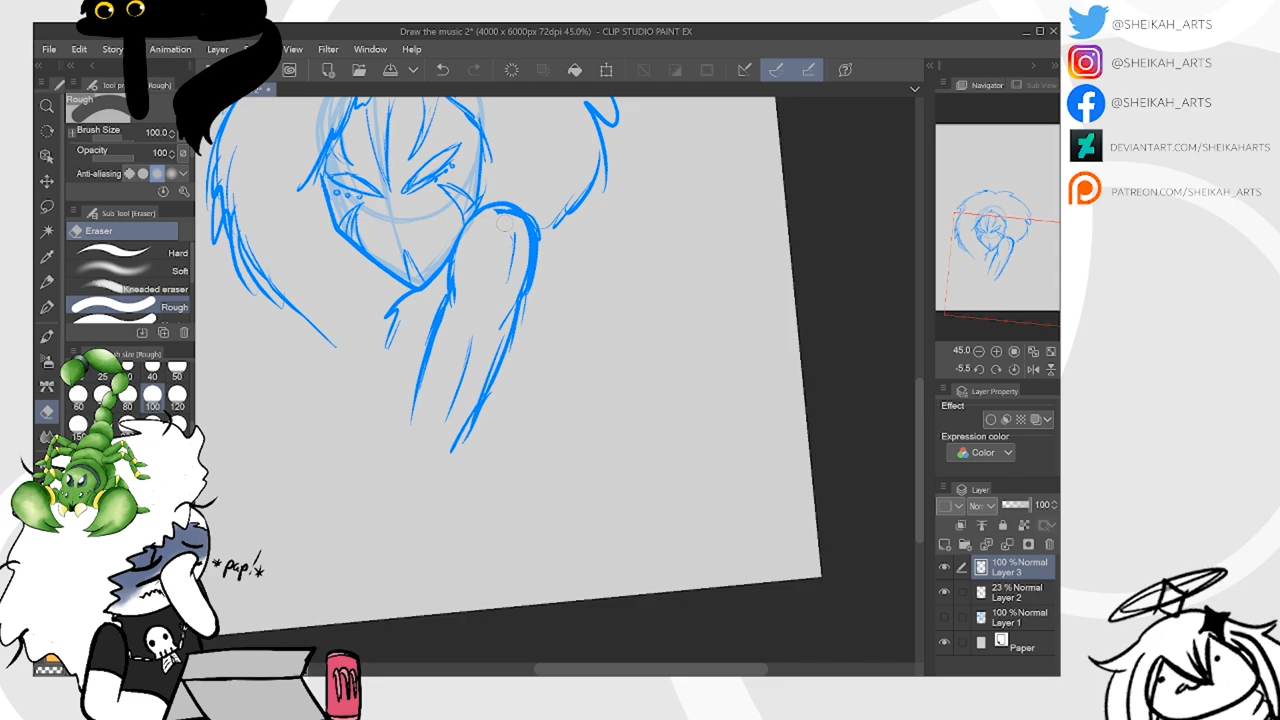 Draw the music 2* (4000 x 6000px 72dpi 45.0%) - CLIP STUDIO PAINT EX
File Edit Story Animation Layer View Filter Window Help
Rough
Brush Size 100.0
Opacity 100
Anti-aliasing
Sub Tool [Eraser]
Eraser
Hard
Soft
Kneaded eraser
Rough
25 40 50
60 80 100 120
*pap!*
m
Navigator Sub View
45.0
-5.5
Layer Property
Effect
Expression color
Color
Layer
100
100 %Normal
Layer 3
23 %Normal
Layer 2
100 %Normal
Layer 1
Paper
@SHEIKAH_ARTS
@SHEIKAH_ARTS
@SHEIKAH_ARTS
DEVIANTART.COM/SHEIKAHARTS
PATREON.COM/SHEIKAH_ARTS